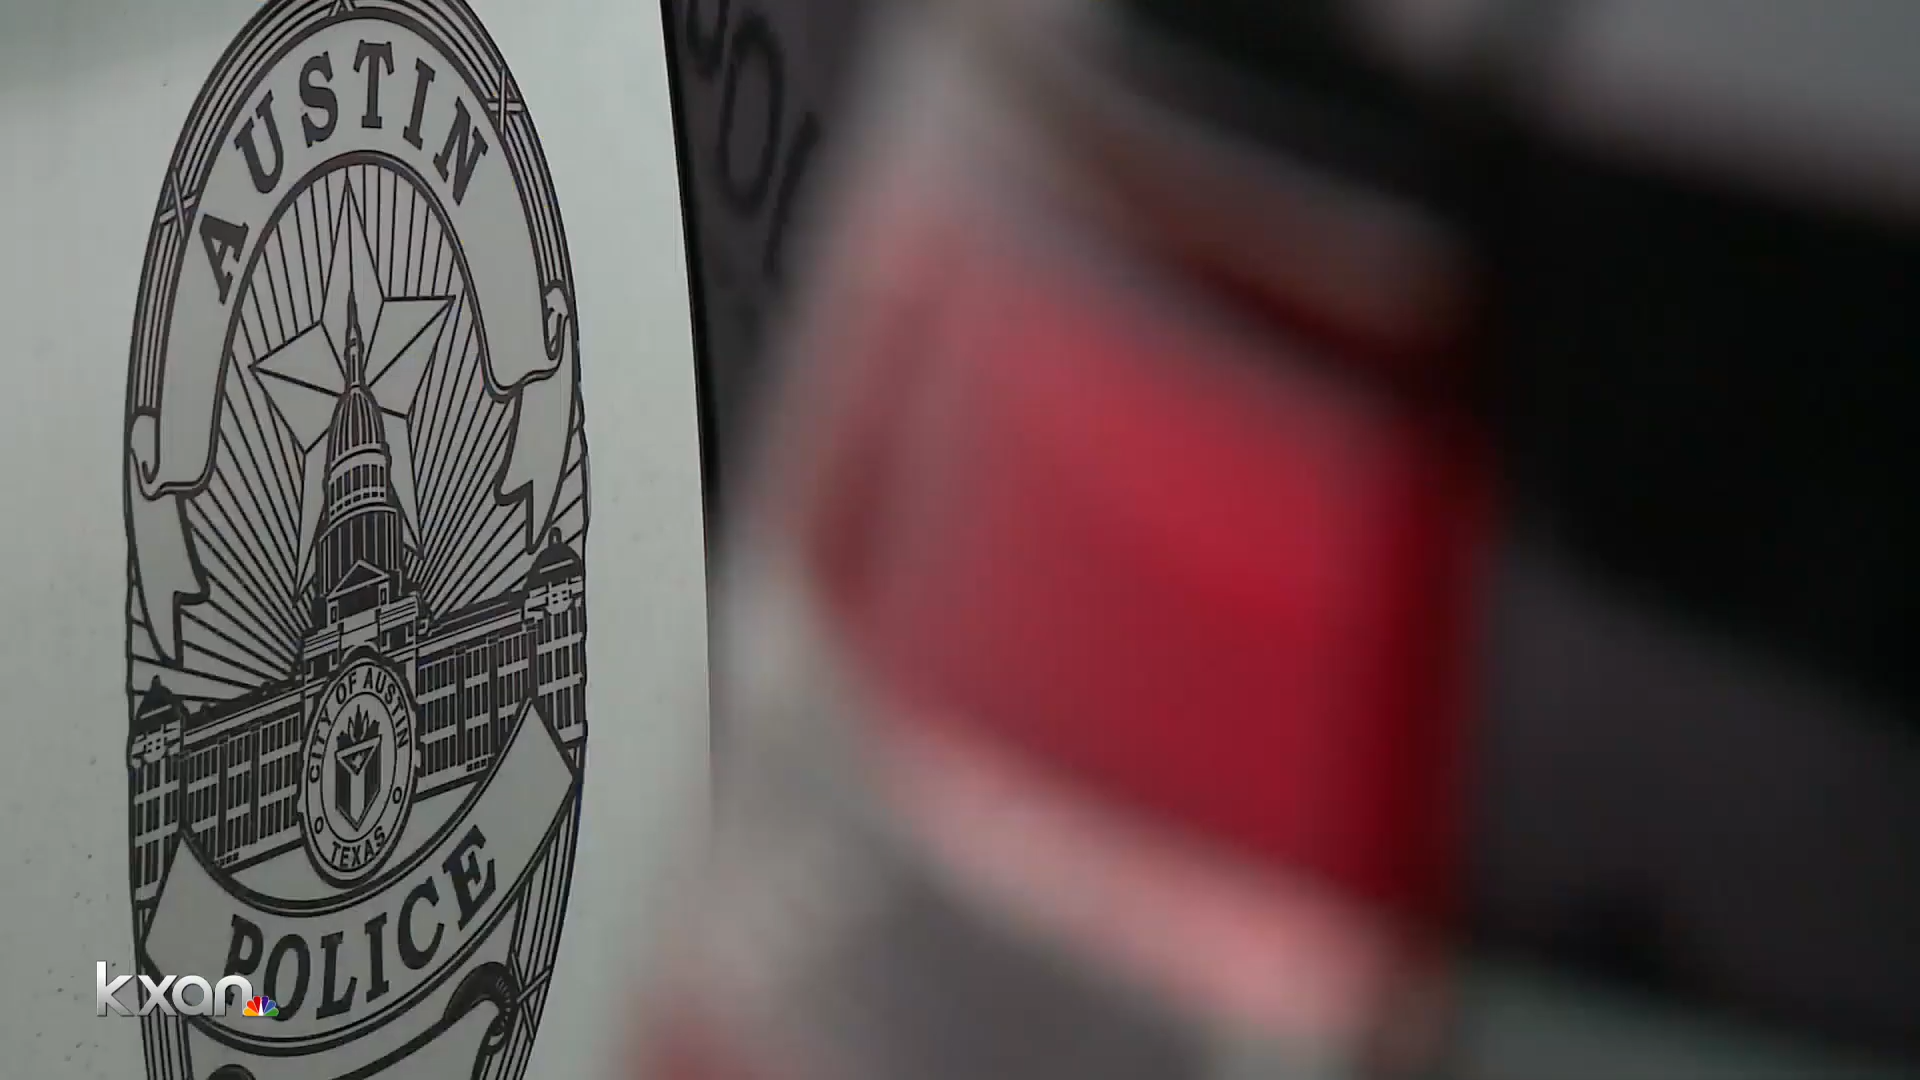 AUSTIN
CITY OF AUSTIN
TEXAS
POLICE
kxan